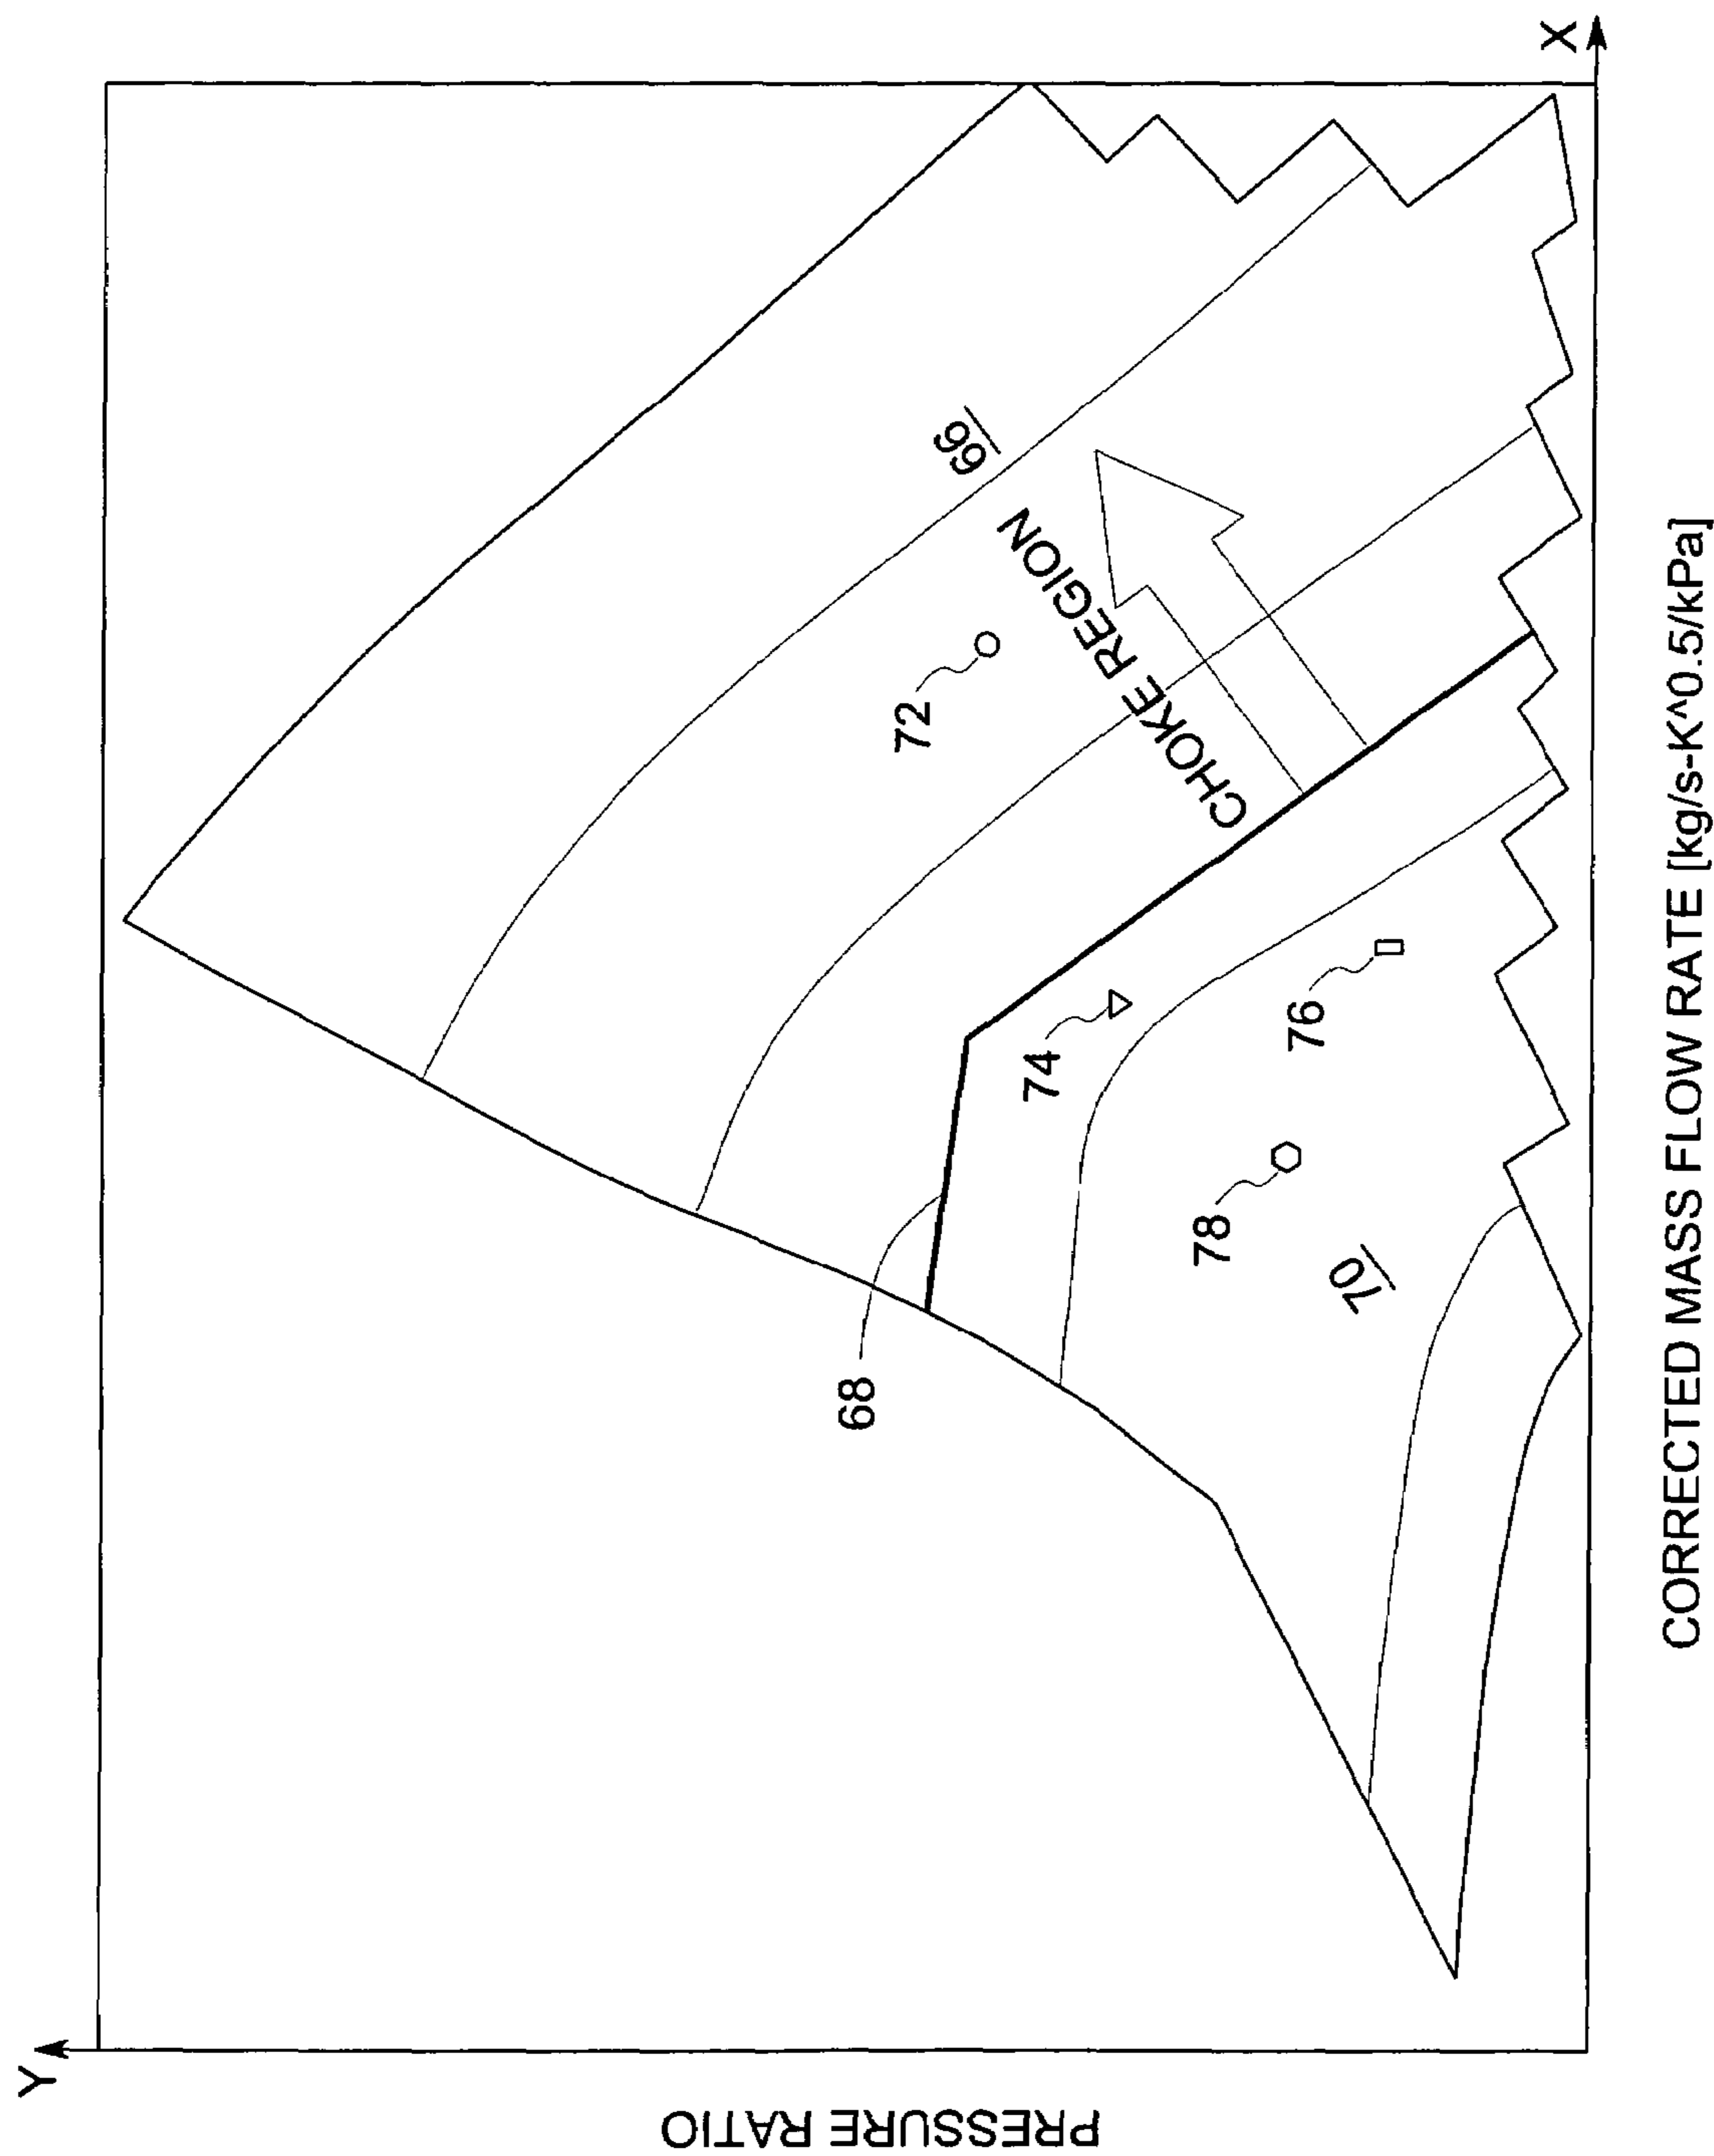 Y
PRESSURE RATIO
72
66
CHOKE REGION
68
74
76
78
70
X
CORRECTED MASS FLOW RATE [kg/s-K^0.5/kPa]